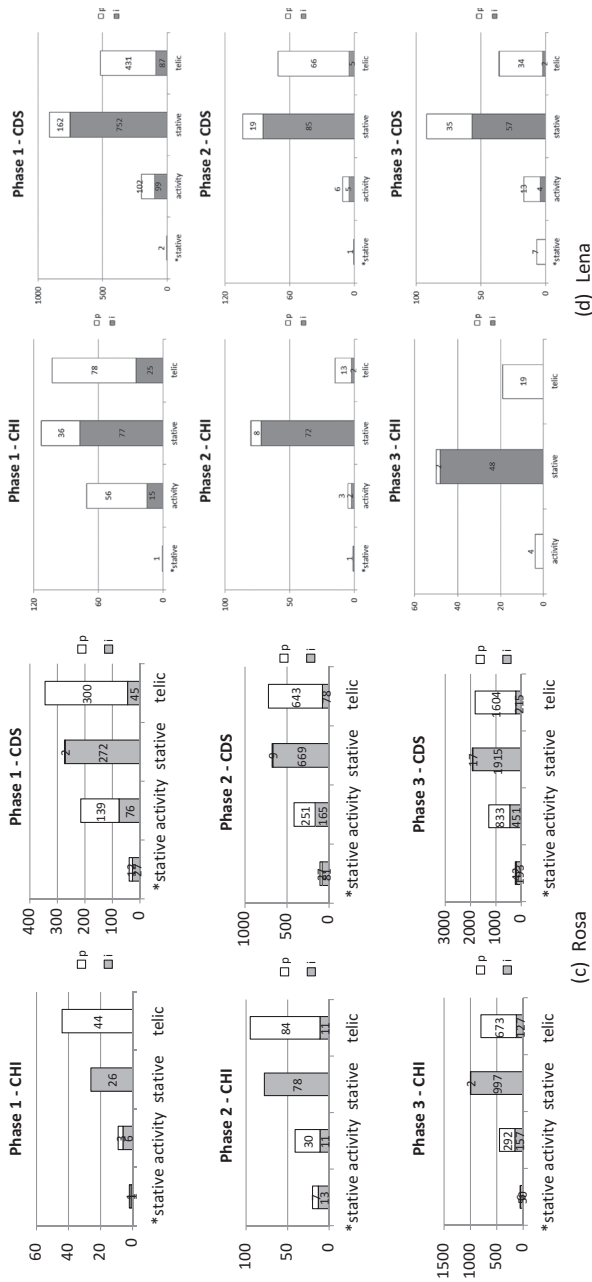 Phase 1 - CHI
60
40
20
0
44
26
3
6
*stative activity stative telic
p
i
Phase 1 - CDS
400
300
200
100
0
300
45
2
272
139
76
12
27
*stative activity stative telic
p
i
Phase 2 - CHI
100
50
0
84
11
78
30
11
7
13
*stative activity stative telic
p
i
Phase 2 - CDS
1000
500
0
643
78
9
669
251
165
27
81
*stative activity stative telic
p
i
Phase 3 - CHI
1500
1000
500
0
673
127
2
997
292
157
*stative activity stative telic
p
i
Phase 3 - CDS
3000
2000
1000
0
1604
215
17
1915
833
451
*stative activity stative telic
p
i
(c) Rosa
Phase 1 - CHI
120
60
0
78
25
36
77
56
15
1
*stative activity stative telic
p
i
Phase 1 - CDS
1000
500
0
431
87
162
752
102
99
2
*stative activity stative telic
p
i
Phase 2 - CHI
120
60
0
13
2
8
72
3
2
1
*stative activity stative telic
p
i
Phase 2 - CDS
120
60
0
66
5
19
85
6
5
1
*stative activity stative telic
p
i
Phase 3 - CHI
60
40
20
0
19
2
48
4
activity stative telic
p
i
Phase 3 - CDS
120
80
40
0
34
2
35
57
13
4
7
*stative activity stative telic
p
i
(d) Lena